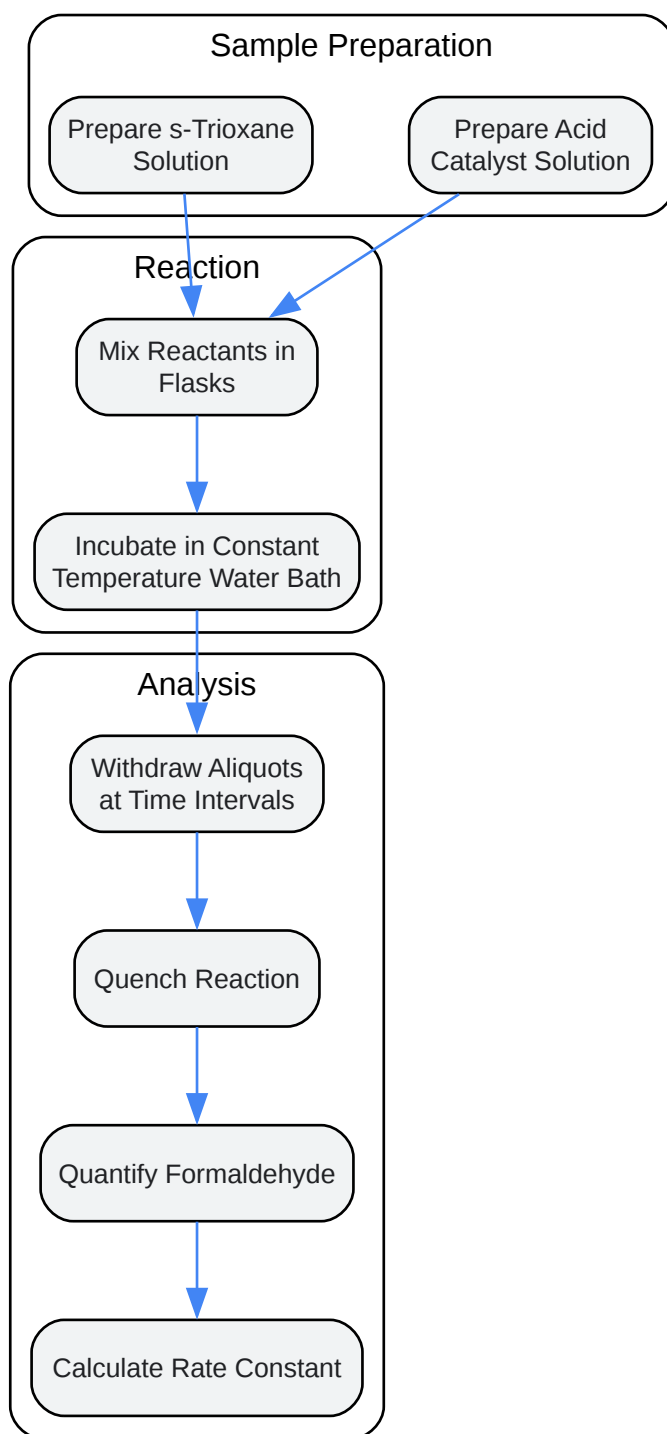 Sample Preparation
Prepare s-Trioxane
Solution
Prepare Acid
Catalyst Solution
Reaction
Mix Reactants in
Flasks
Incubate in Constant
Temperature Water Bath
Analysis
Withdraw Aliquots
at Time Intervals
Quench Reaction
Quantify Formaldehyde
Calculate Rate Constant